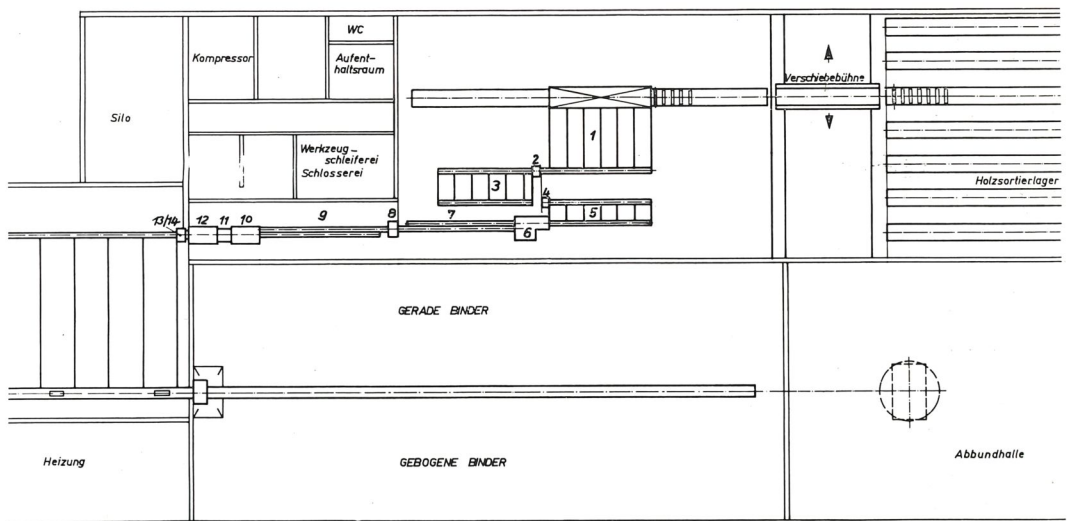 WC
Kompressor
Aufent-
haltsraum
Verschiebebühne
Silo
1
Werkzeug-
schleiferei
Schlosserei
2
3
Holzsortierlager
4
13/14
12
11
10
9
8
7
5
6
GERADE BINDER
Heizung
GEBOGENE BINDER
Abbundhalle